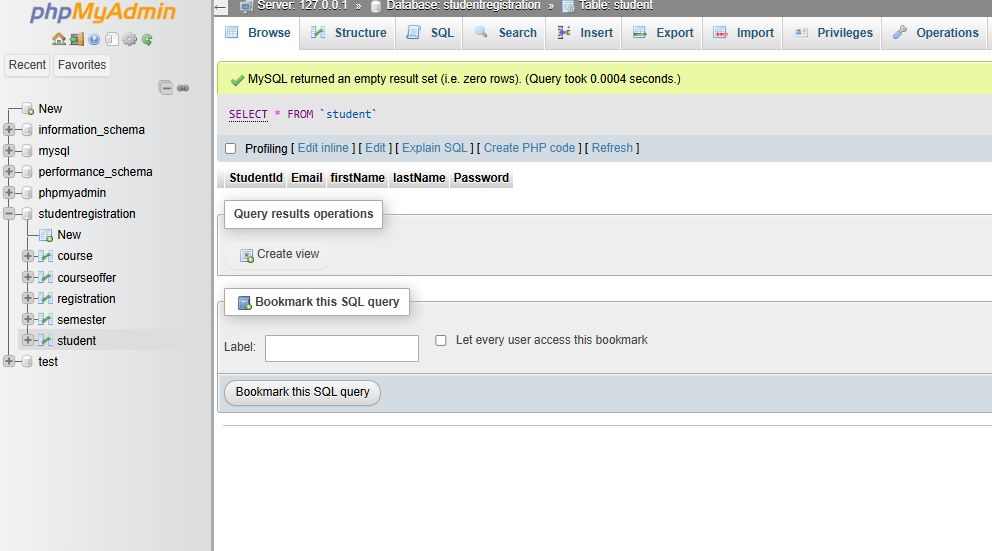 phpMyAdmin
Recent Favorites
New
information_schema
mysql
performance_schema
phpmyadmin
studentregistration
New
course
courseoffer
registration
semester
student
test
Server: 127.0.0.1 » Database: studentregistration » Table: student
Browse Structure SQL Search Insert Export Import Privileges Operations
MySQL returned an empty result set (i.e. zero rows). (Query took 0.0004 seconds.)
SELECT * FROM `student`
Profiling [ Edit inline ] [ Edit ] [ Explain SQL ] [ Create PHP code ] [ Refresh ]
StudentId Email firstName lastName Password
Query results operations
Create view
Bookmark this SQL query
Label: Let every user access this bookmark
Bookmark this SQL query